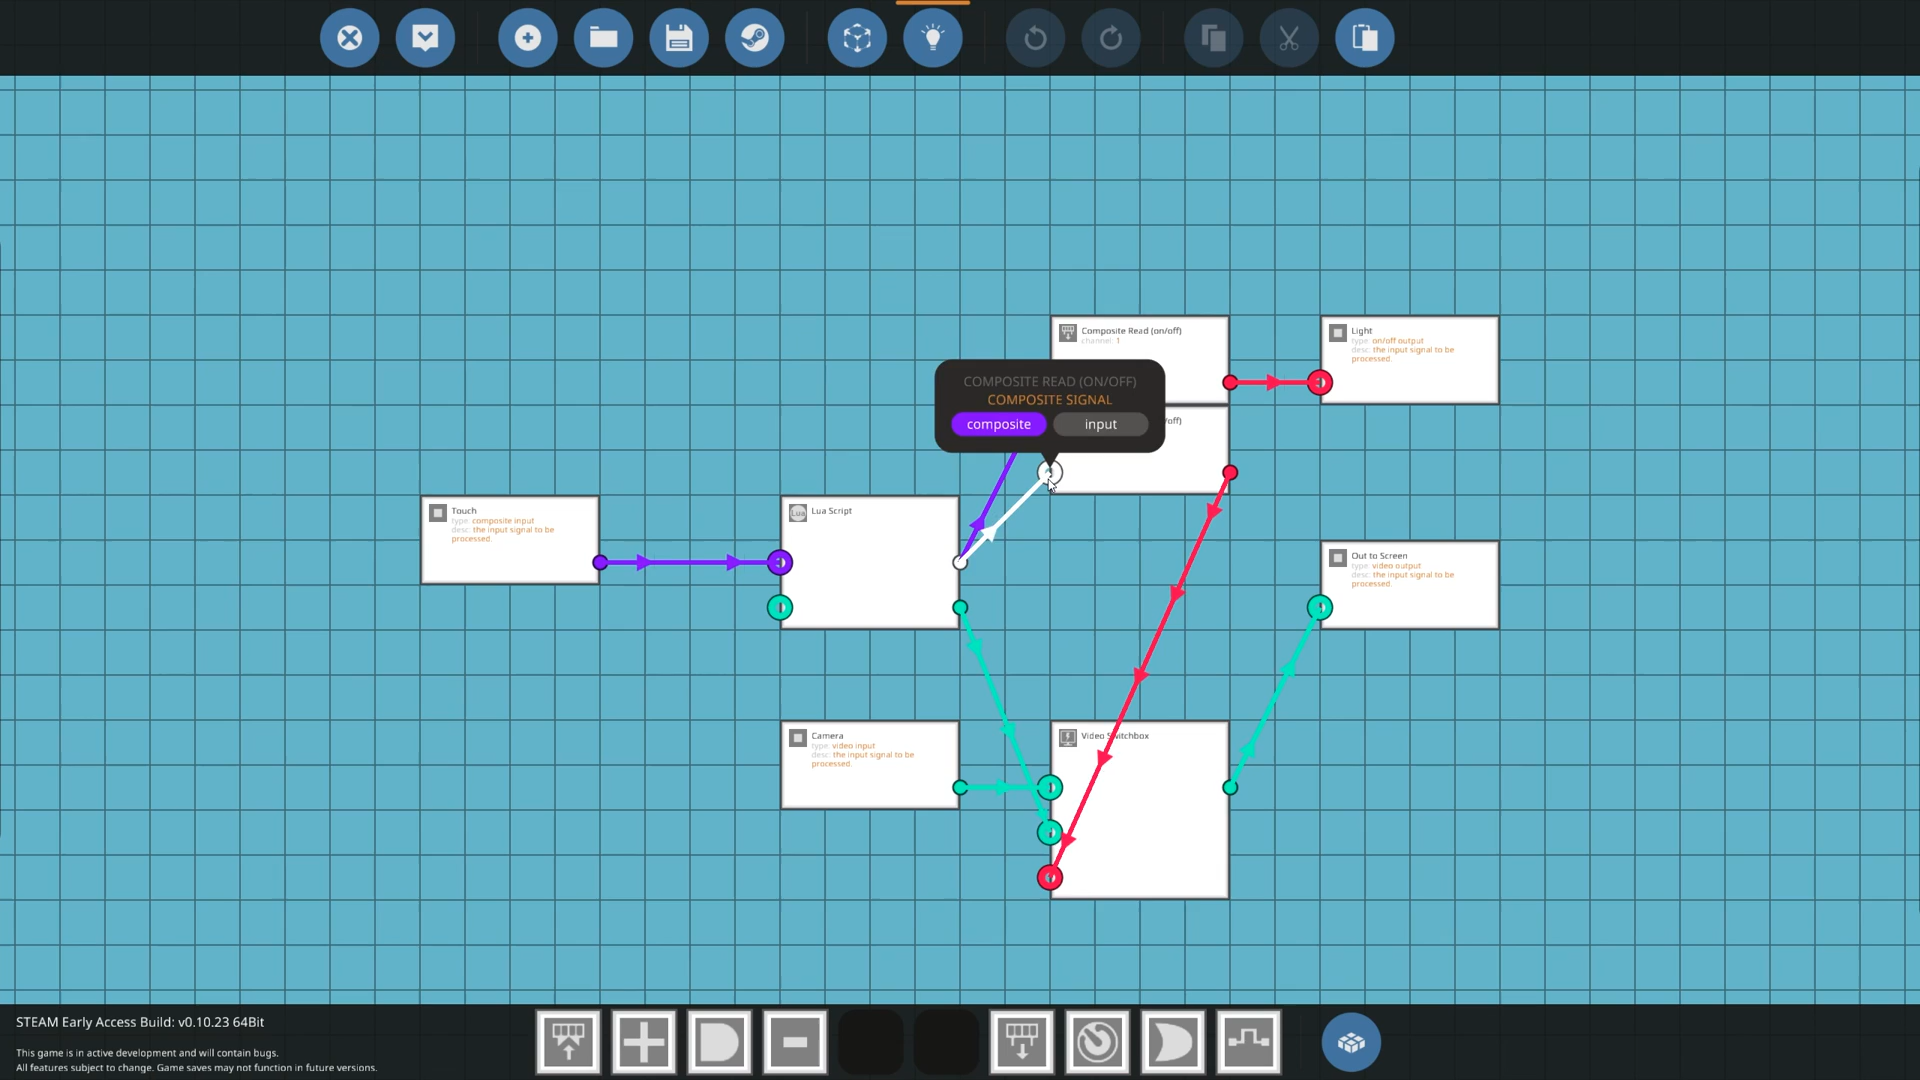 Composite Read (on/off)
channel: 1
Light
type: on/off output
desc: the input signal to be
processed.
COMPOSITE READ (ON/OFF)
COMPOSITE SIGNAL
composite
input
/off)
Touch
type: composite input
desc: the input signal to be
processed.
Lua
Lua Script
Out to Screen
type: video output
desc: the input signal to be
processed.
Camera
type: video input
desc: the input signal to be
processed.
Video Switchbox
STEAM Early Access Build: v0.10.23 64Bit
This game is in active development and will contain bugs.
All features subject to change. Game saves may not function in future versions.